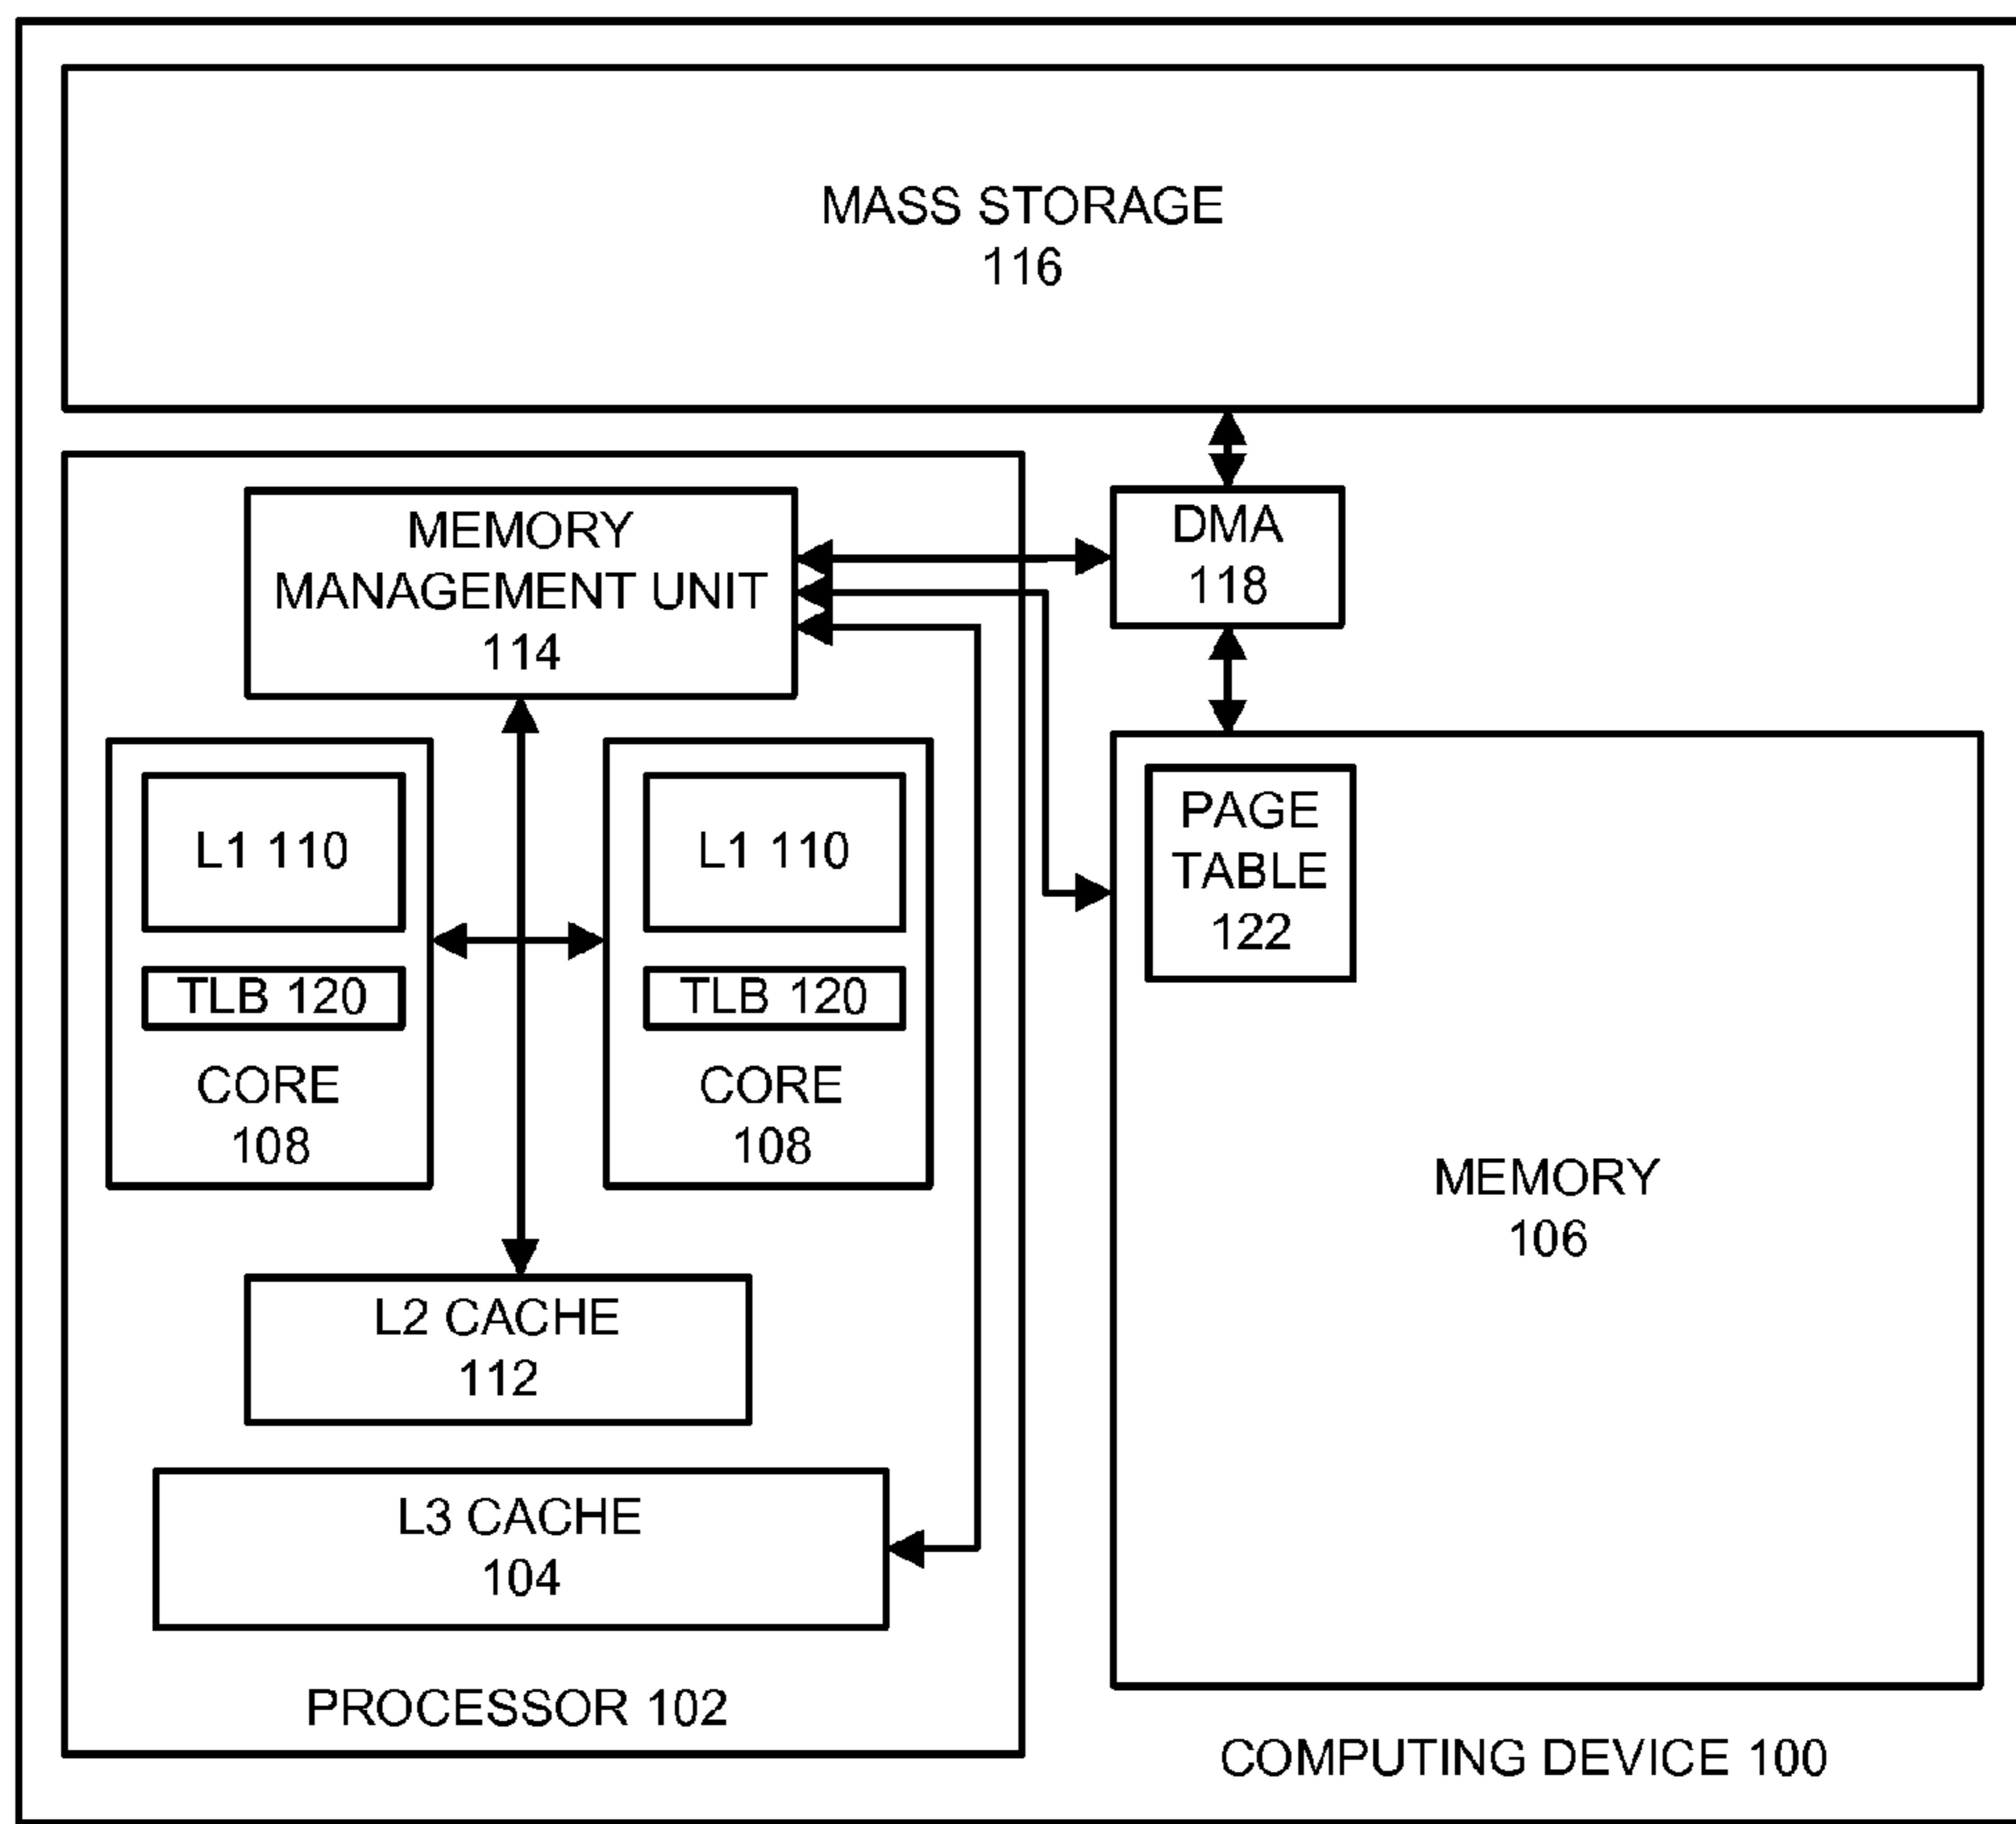 MASS STORAGE
116
MEMORY
MANAGEMENT UNIT
114
DMA
118
L1 110
TLB 120
CORE
108
L1 110
TLB 120
CORE
108
PAGE
TABLE
122
MEMORY
106
L2 CACHE
112
L3 CACHE
104
PROCESSOR 102
COMPUTING DEVICE 100